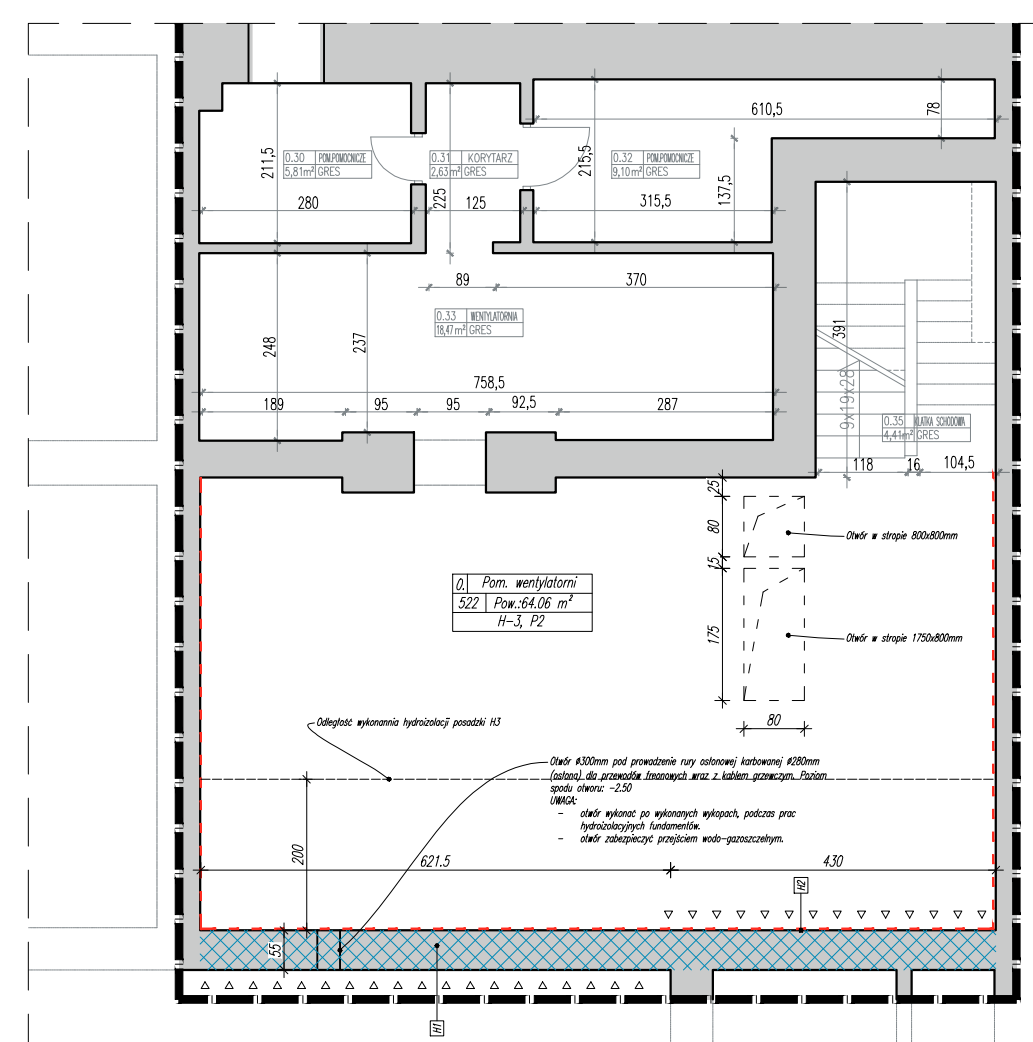 610,5
78
211,5
0.30 POM.POMOCNICZE
5,81m² GRES
0.31 KORYTARZ
2,63m² GRES
215,5
0.32 POM.POMOCNICZE
9,10m² GRES
137,5
280
225
125
315,5
89
370
0.33 WENTYLATORNIA
18,47m² GRES
248
237
391
758,5
189
95
95
92,5
287
9x19x28
0.35 KLATKA SCHODOWA
4,41m² GRES
118
16
104,5
25
80
Otwór w stropie 800x800mm
15
0. Pom. wentylatorni
522 Pow.:64.06 m²
H-3, P2
175
Otwór w stropie 1750x800mm
80
Odległość wykonannia hydroizolacji posadzki H3
Otwór Ø300mm pod prowadzenie rury osłonowej karbowanej Ø280mm
(osłona) dla przewodów freonowych wraz z kablem grzewczym. Poziom
spodu otworu: -2.50
UWAGA:
- otwór wykonać po wykonanych wykopach, podczas prac
hydroizolacyjnych fundamentów.
- otwór zabezpieczyć przejściem wodo-gazoszczelnym.
200
621.5
430
H2
55
H1